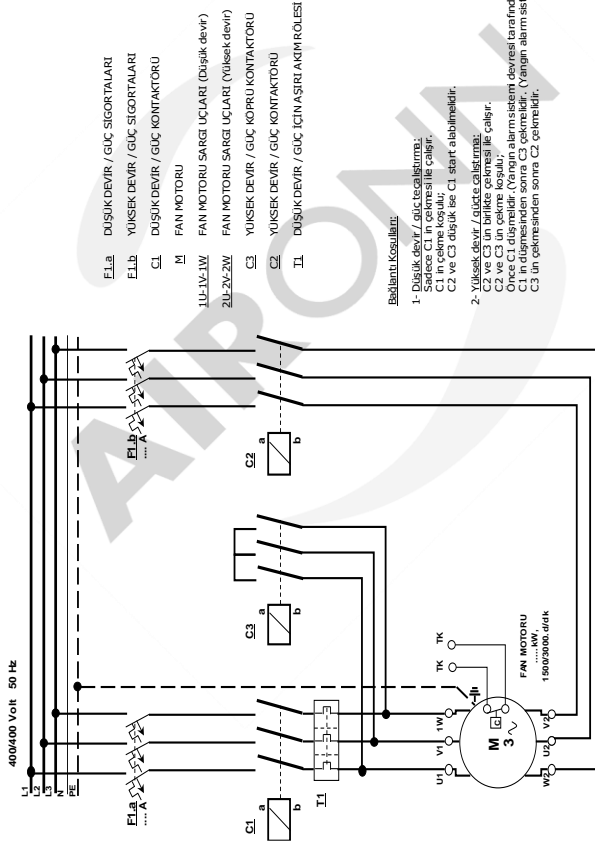 AIRONN
400/400 Volt 50 Hz
L1
L2
L3
N
PE
F1.a
.... A
F1.b
.... A
C1
a
b
C3
a
b
C2
a
b
T1
U1
V1
1W
TK
TK
M
3
C
W2
U2
V2
FAN MOTORU
.....kW,
1500/3000.d/dk
F1.a DÜŞÜK DEVİR / GÜÇ SİGORTALARI
F1.b YÜKSEK DEVİR / GÜÇ SİGORTALARI
C1 DÜŞÜK DEVİR / GÜÇ KONTAKTÖRÜ
M FAN MOTORU
1U-1V-1W FAN MOTORU SARGI UÇLARI (Düşük devir)
2U-2V-2W FAN MOTORU SARGI UÇLARI (Yüksek devir)
C3 YÜKSEK DEVİR / GÜÇ KÖPRÜ KONTAKTÖRÜ
C2 YÜKSEK DEVİR / GÜÇ KONTAKTÖRÜ
T1 DÜŞÜK DEVİR / GÜÇ İÇİN AŞIRI AKIM RÖLESİ
Bağlantı Koşulları;
1- Düşük devir / güçte çalıştırma;
Sadece C1 in çekmesi ile çalışır.
C1 in çekme koşulu;
C2 ve C3 düşük ise C1 start alabilmelidir.
2- Yüksek devir / güçte çalıştırma;
C2 ve C3 ün birlikte çekmesi ile çalışır.
C2 ve C3 ün çekme koşulu;
Önce C1 düşmelidir. (Yangın alarm sistemi devresi tarafınd
C1 in düşmesinden sonra C3 çekmelidir. (Yangın alarm sist
C3 ün çekmesinden sonra C2 çekmelidir.